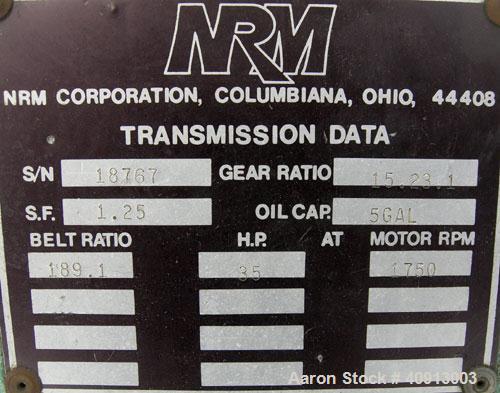 NRM
NRM CORPORATION, COLUMBIANA, OHIO, 44408
TRANSMISSION DATA
S/N 18767 GEAR RATIO 15.23.1
S.F. 1.25 OIL CAP. 5GAL
BELT RATIO H.P. AT MOTOR RPM
189.1 35 1750
Aaron Stock # 40913003